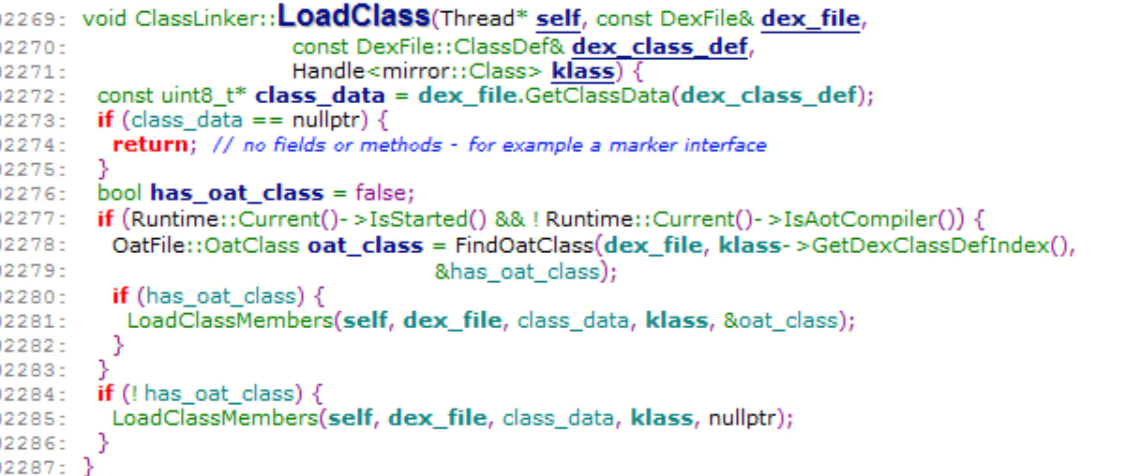 02269: void ClassLinker::LoadClass(Thread* self, const DexFile& dex_file,
02270: const DexFile::ClassDef& dex_class_def,
02271: Handle<mirror::Class> klass) {
02272: const uint8_t* class_data = dex_file.GetClassData(dex_class_def);
02273: if (class_data == nullptr) {
02274: return; // no fields or methods - for example a marker interface
02275: }
02276: bool has_oat_class = false;
02277: if (Runtime::Current()->IsStarted() && ! Runtime::Current()->IsAotCompiler()) {
02278: OatFile::OatClass oat_class = FindOatClass(dex_file, klass->GetDexClassDefIndex(),
02279: &has_oat_class);
02280: if (has_oat_class) {
02281: LoadClassMembers(self, dex_file, class_data, klass, &oat_class);
02282: }
02283: }
02284: if (! has_oat_class) {
02285: LoadClassMembers(self, dex_file, class_data, klass, nullptr);
02286: }
02287: }